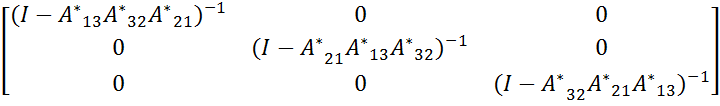 (I − A*₁₃A*₃₂A*₂₁)⁻¹ 0 0
0 (I − A*₂₁A*₁₃A*₃₂)⁻¹ 0
0 0 (I − A*₃₂A*₂₁A*₁₃)⁻¹